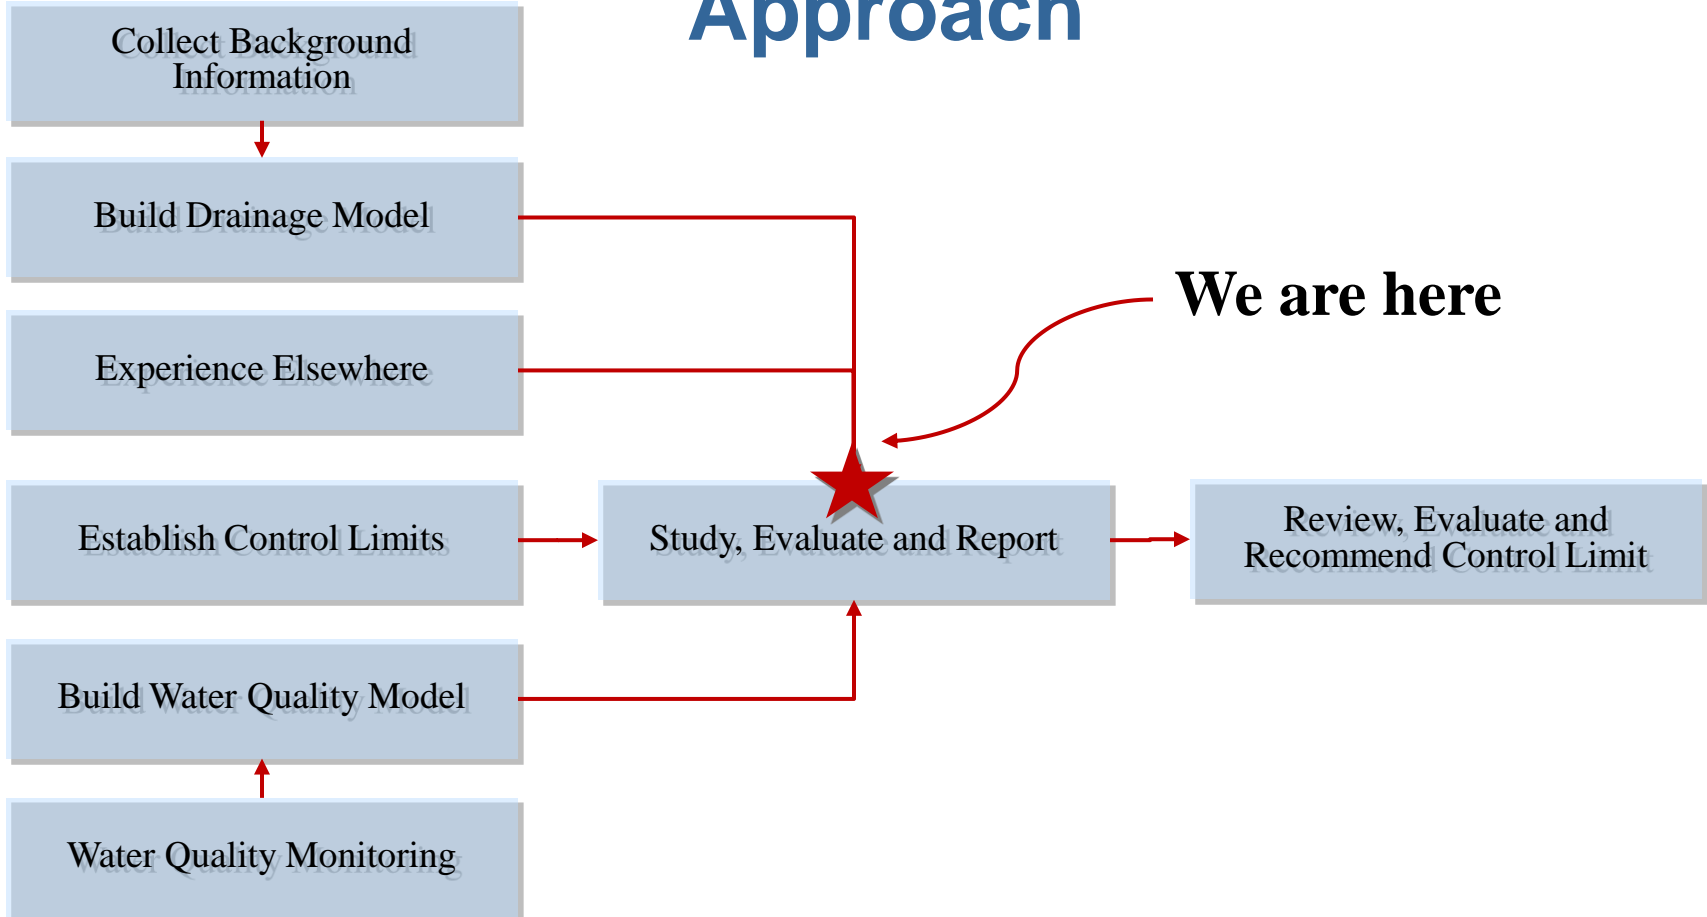 Approach
Collect Background
Information
Build Drainage Model
We are here
Experience Elsewhere
Establish Control Limits
Study, Evaluate and Report
Review, Evaluate and
Recommend Control Limit
Build Water Quality Model
Water Quality Monitoring